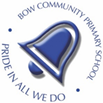 BOW COMMUNITY PRIMARY SCHOOL
• PRIDE IN ALL WE DO •